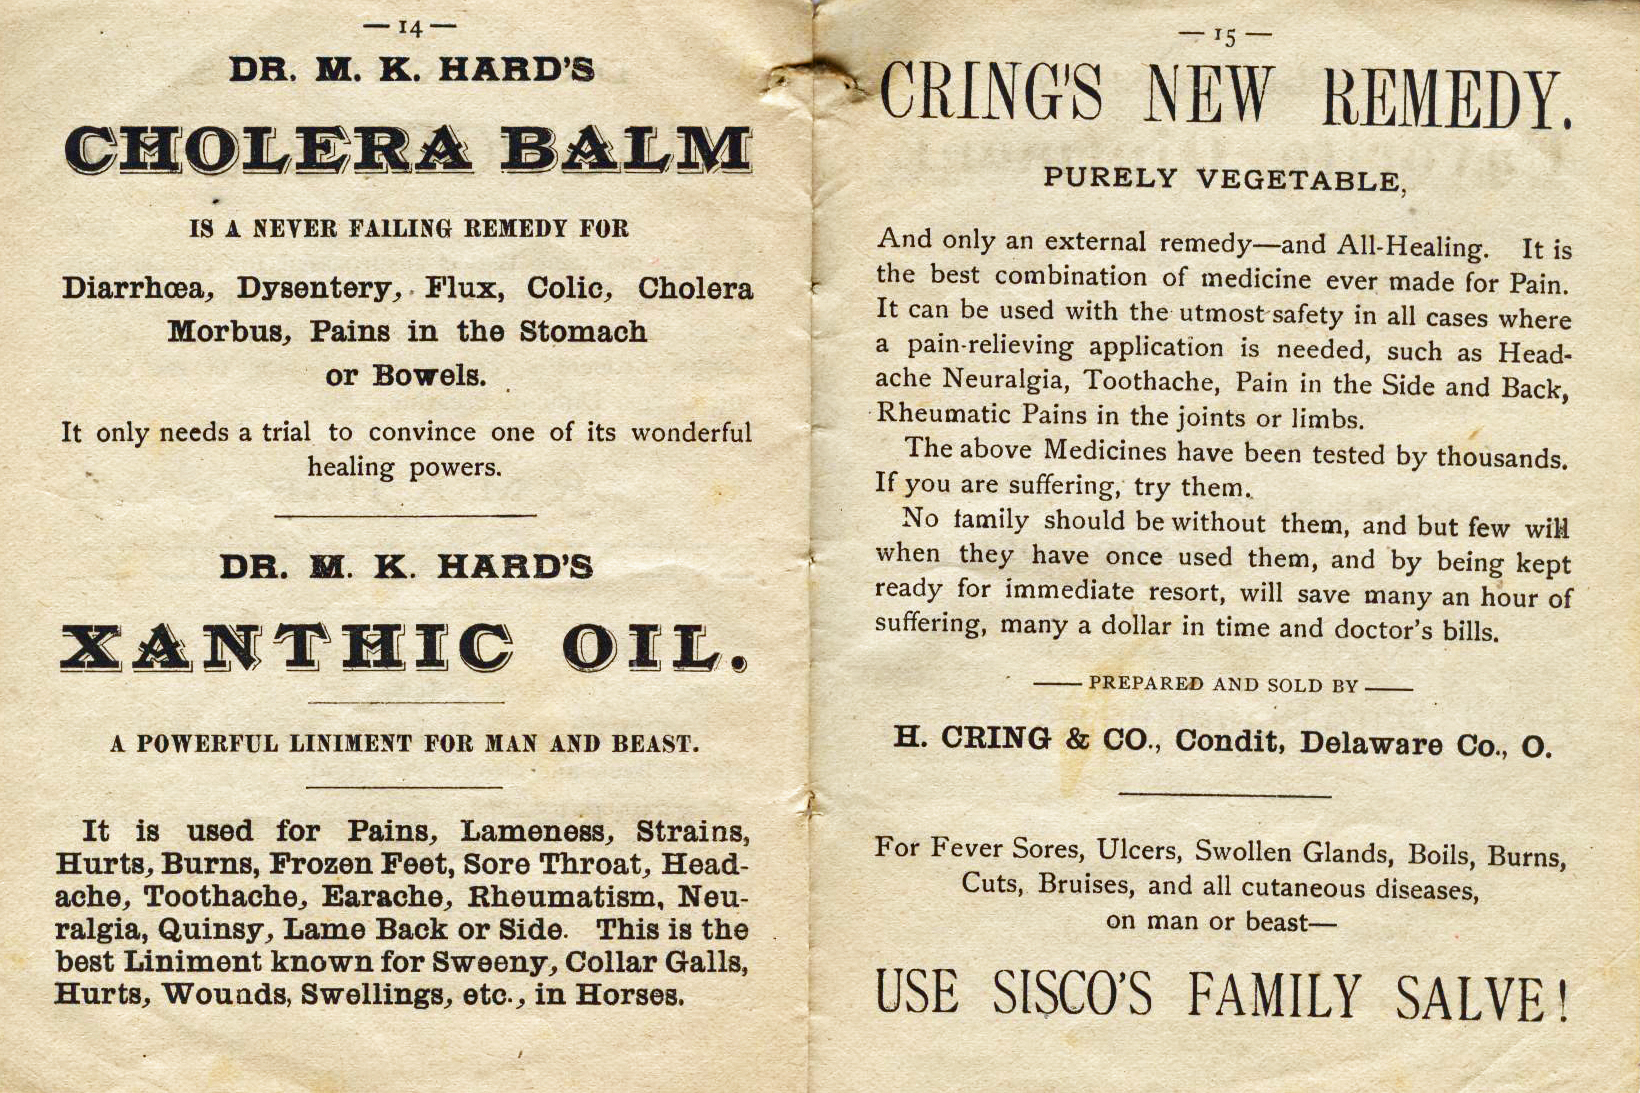 —14—
DR. M. K. HARD'S
CHOLERA BALM
IS A NEVER FAILING REMEDY FOR
Diarrhœa, Dysentery, Flux, Colic, Cholera
Morbus, Pains in the Stomach
or Bowels.
It only needs a trial to convince one of its wonderful
healing powers.
DR. M. K. HARD'S
XANTHIC OIL.
A POWERFUL LINIMENT FOR MAN AND BEAST.
It is used for Pains, Lameness, Strains,
Hurts, Burns, Frozen Feet, Sore Throat, Head-
ache, Toothache, Earache, Rheumatism, Neu-
ralgia, Quinsy, Lame Back or Side. This is the
best Liniment known for Sweeny, Collar Galls,
Hurts, Wounds, Swellings, etc., in Horses.
—15—
CRING'S NEW REMEDY.
PURELY VEGETABLE,
And only an external remedy—and All-Healing. It is
the best combination of medicine ever made for Pain.
It can be used with the utmost safety in all cases where
a pain-relieving application is needed, such as Head-
ache Neuralgia, Toothache, Pain in the Side and Back,
Rheumatic Pains in the joints or limbs.
The above Medicines have been tested by thousands.
If you are suffering, try them.
No family should be without them, and but few will
when they have once used them, and by being kept
ready for immediate resort, will save many an hour of
suffering, many a dollar in time and doctor's bills.
—PREPARED AND SOLD BY—
H. CRING & CO., Condit, Delaware Co., O.
For Fever Sores, Ulcers, Swollen Glands, Boils, Burns,
Cuts, Bruises, and all cutaneous diseases,
on man or beast—
USE SISCO'S FAMILY SALVE!